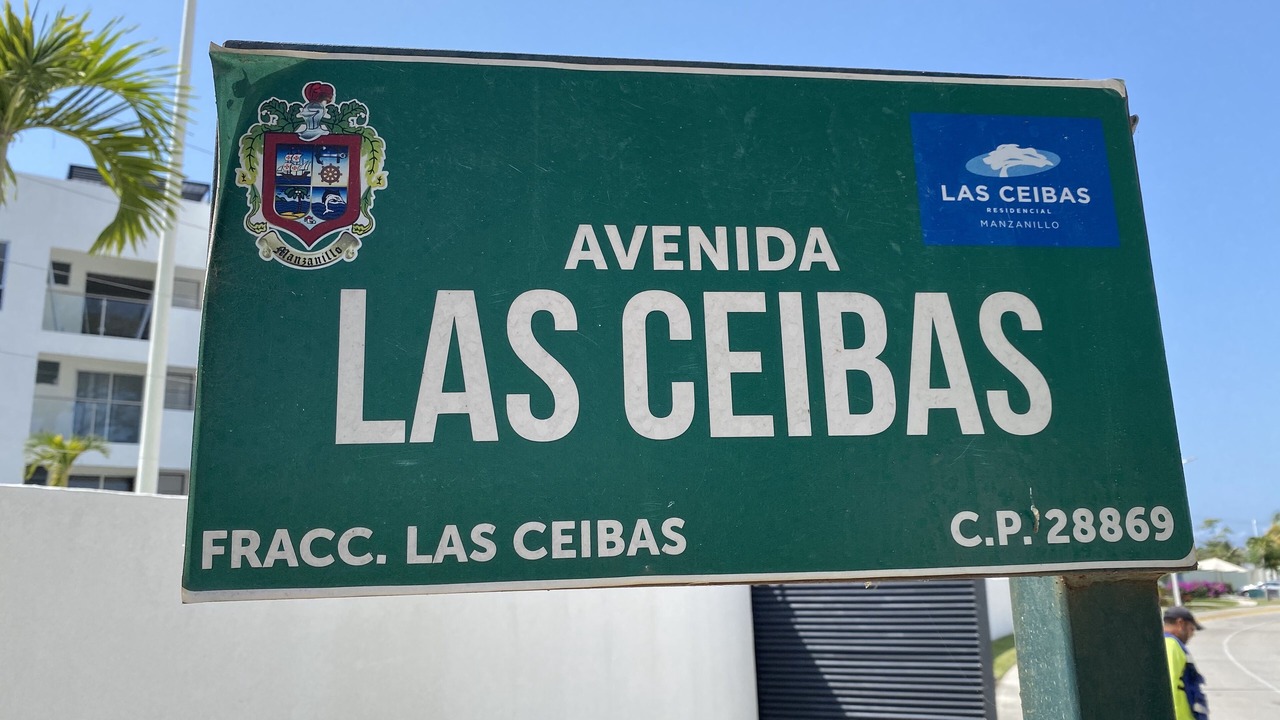 Manzanillo
LAS CEIBAS
RESIDENCIAL
MANZANILLO
AVENIDA
LAS CEIBAS
FRACC. LAS CEIBAS
C.P. 28869